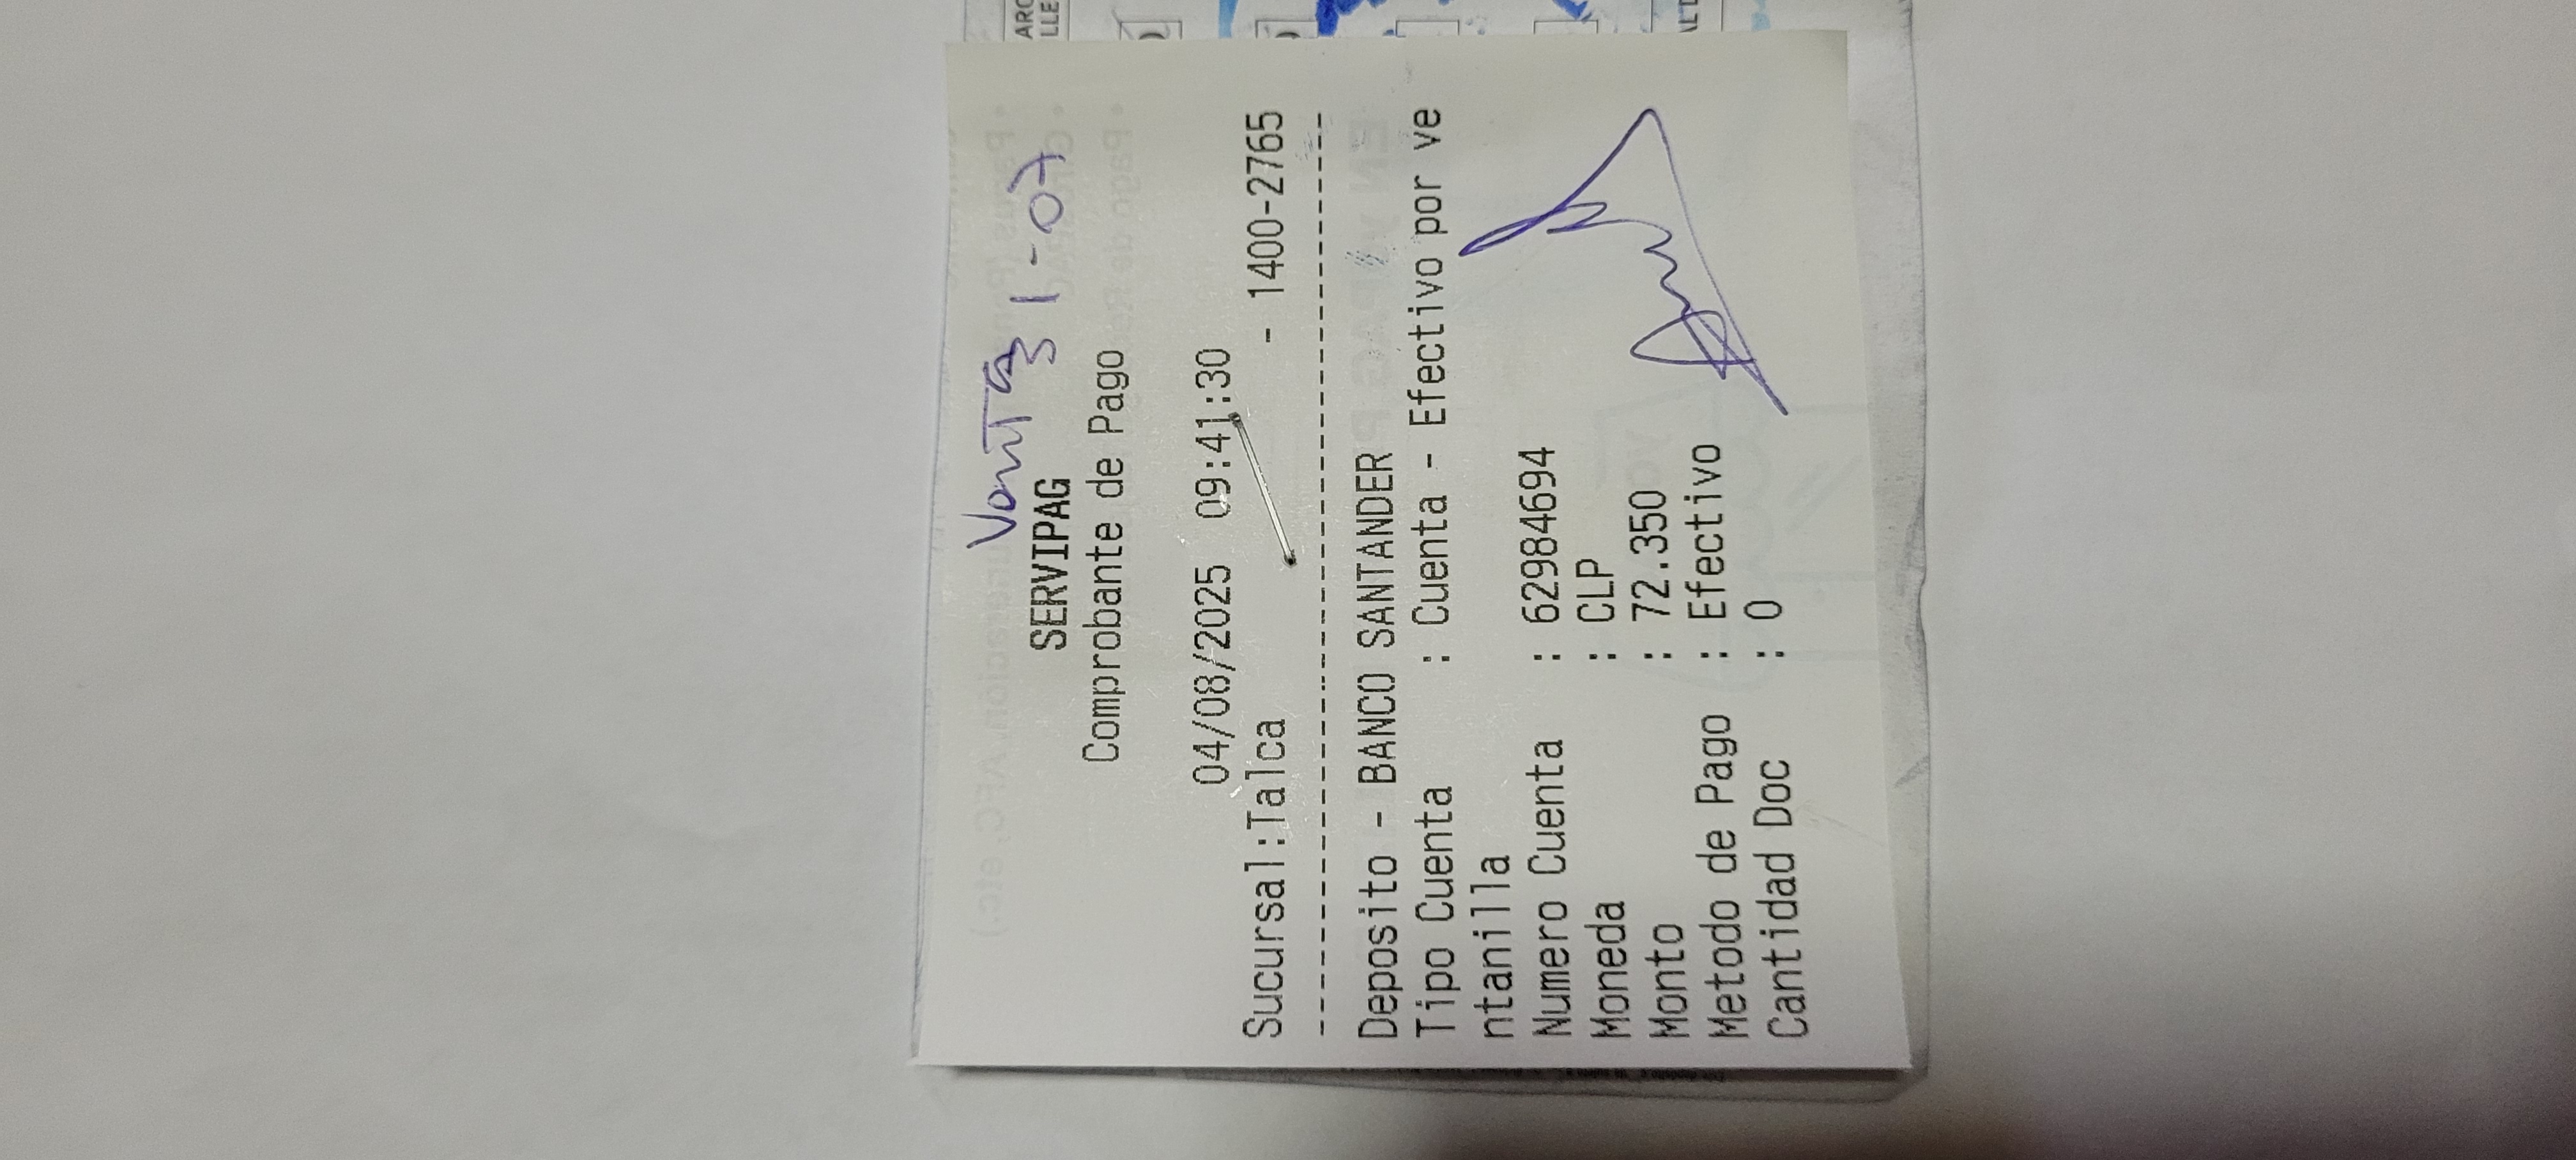 Venta 31-07
SERVIPAG
Comprobante de Pago
04/08/2025 09:41:30
Sucursal:Talca - 1400-2765
--------------------------------
Deposito - BANCO SANTANDER
Tipo Cuenta : Cuenta - Efectivo por ve
ntanilla
Numero Cuenta : 62984694
Moneda : CLP
Monto : 72.350
Metodo de Pago : Efectivo
Cantidad Doc : 0